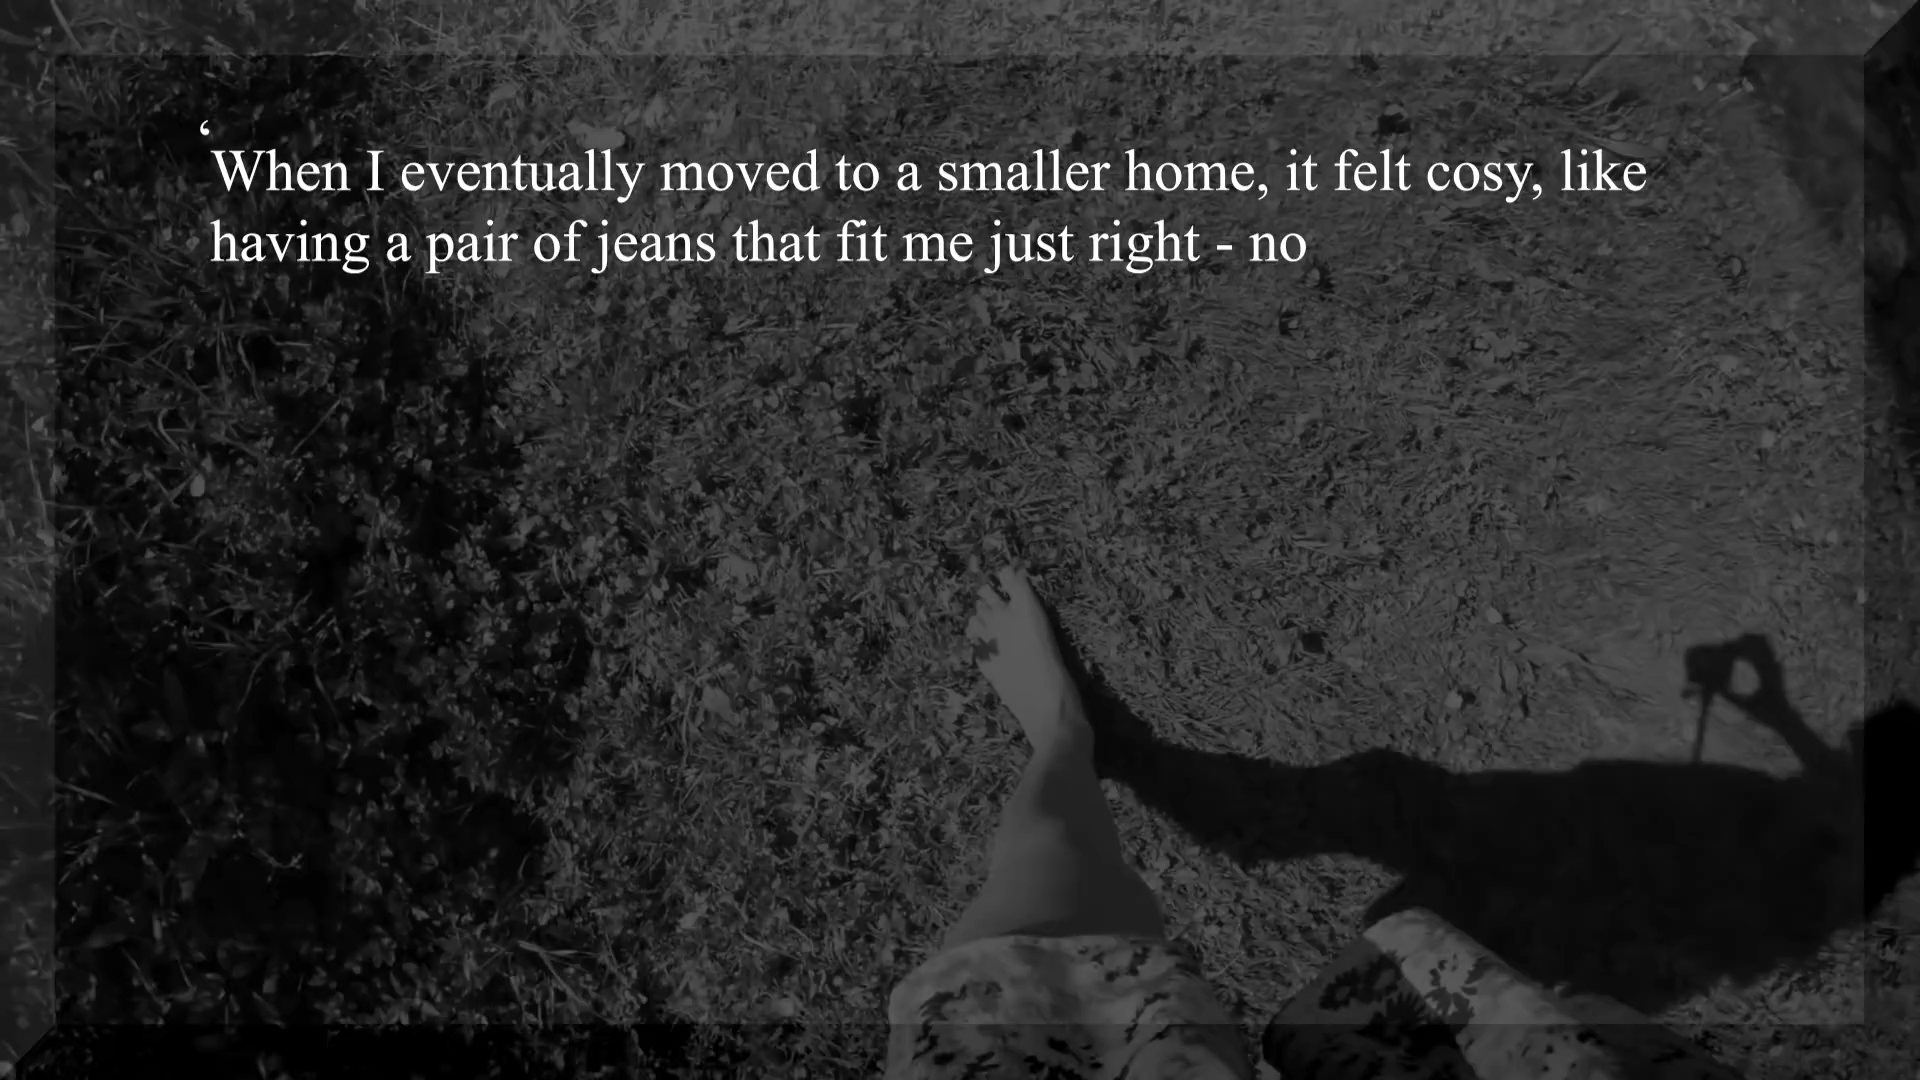 ‘
When I eventually moved to a smaller home, it felt cosy, like
having a pair of jeans that fit me just right - no